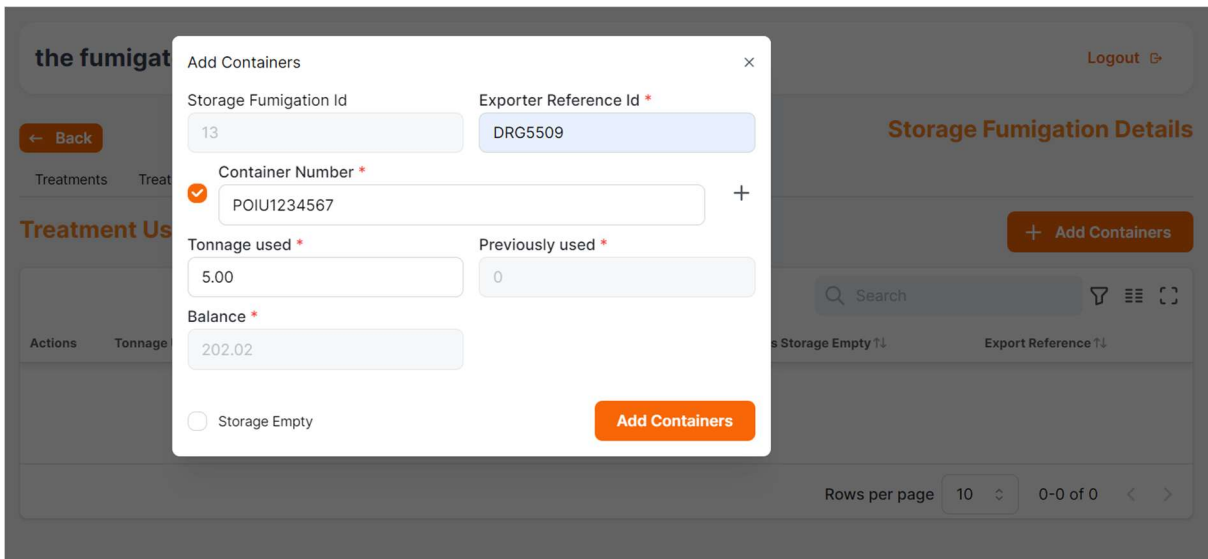 the fumigat
Logout
Add Containers
Storage Fumigation Id
Exporter Reference Id *
13
DRG5509
← Back
Storage Fumigation Details
Treatments Treat
Container Number *
POIU1234567
+
Treatment Us
+ Add Containers
Tonnage used *
Previously used *
5.00
0
Search
Balance *
202.02
Actions Tonnage
s Storage Empty ↑↓
Export Reference ↑↓
Storage Empty
Add Containers
Rows per page 10 0-0 of 0 < >